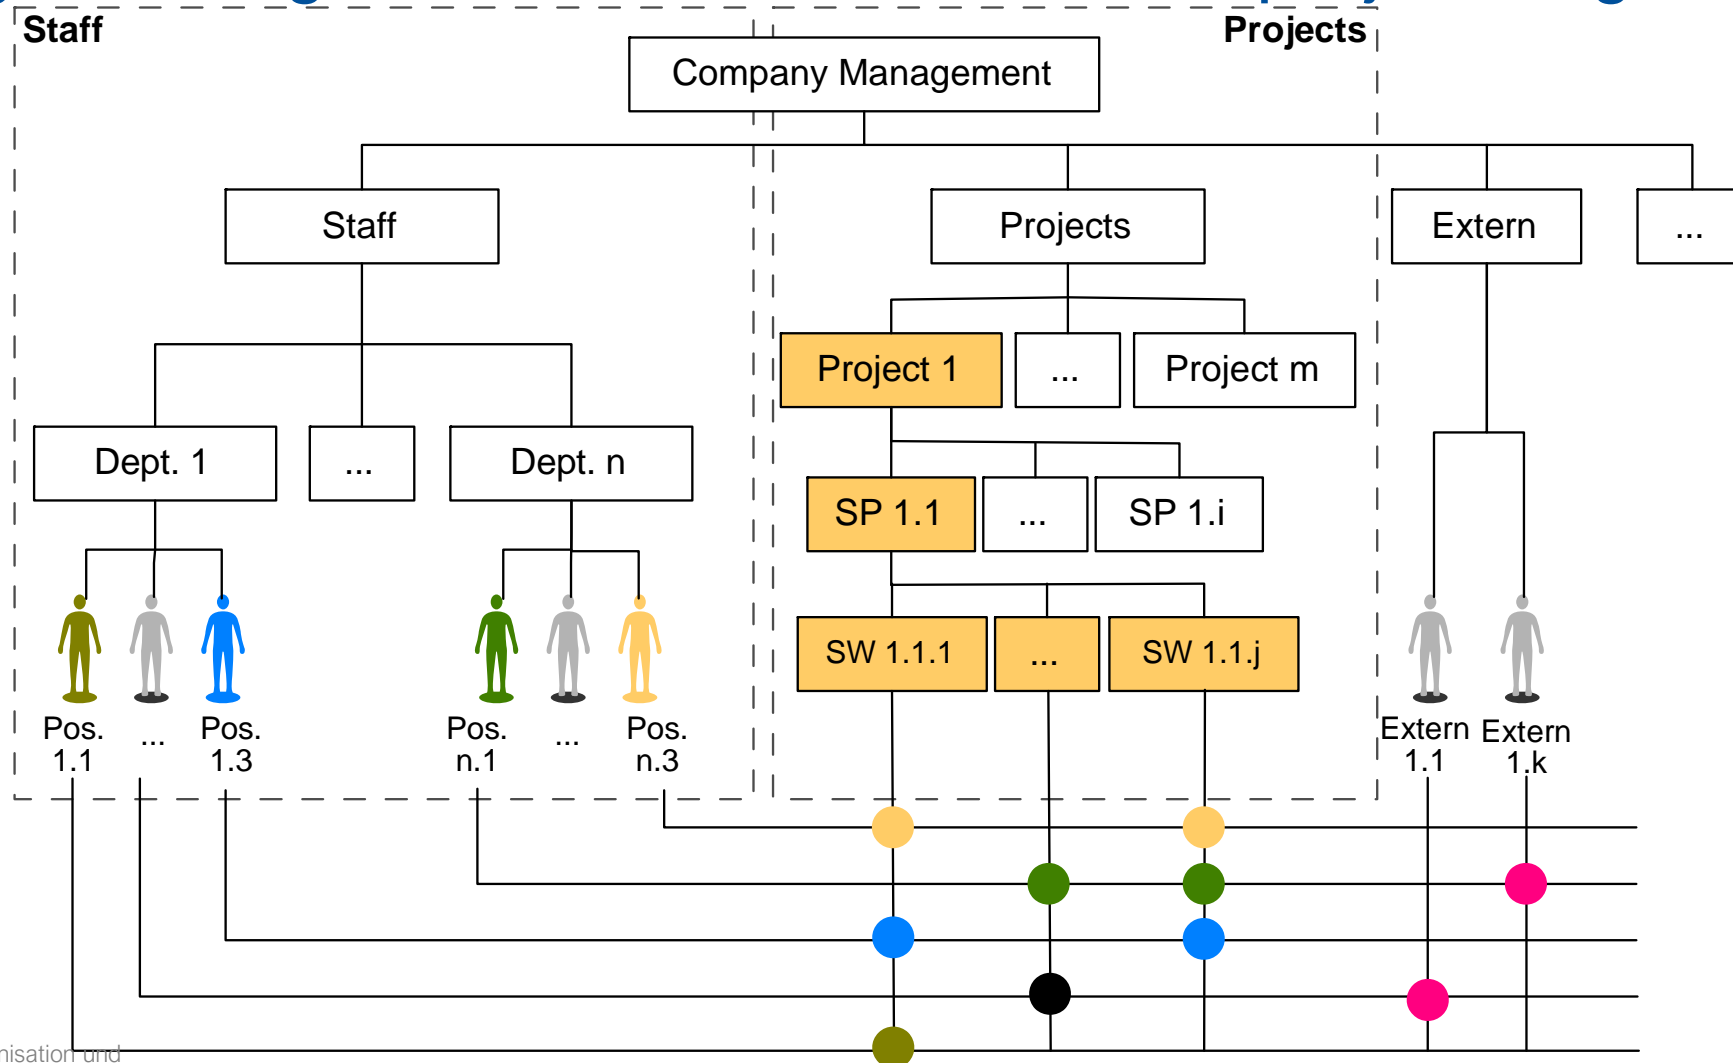 Staff
Projects
Company Management
Staff
Projects
Extern
...
Project 1
...
Project m
Dept. 1
...
Dept. n
SP 1.1
...
SP 1.i
SW 1.1.1
...
SW 1.1.j
Pos.
1.1
...
Pos.
1.3
Pos.
n.1
...
Pos.
n.3
Extern
1.1
Extern
1.k
und